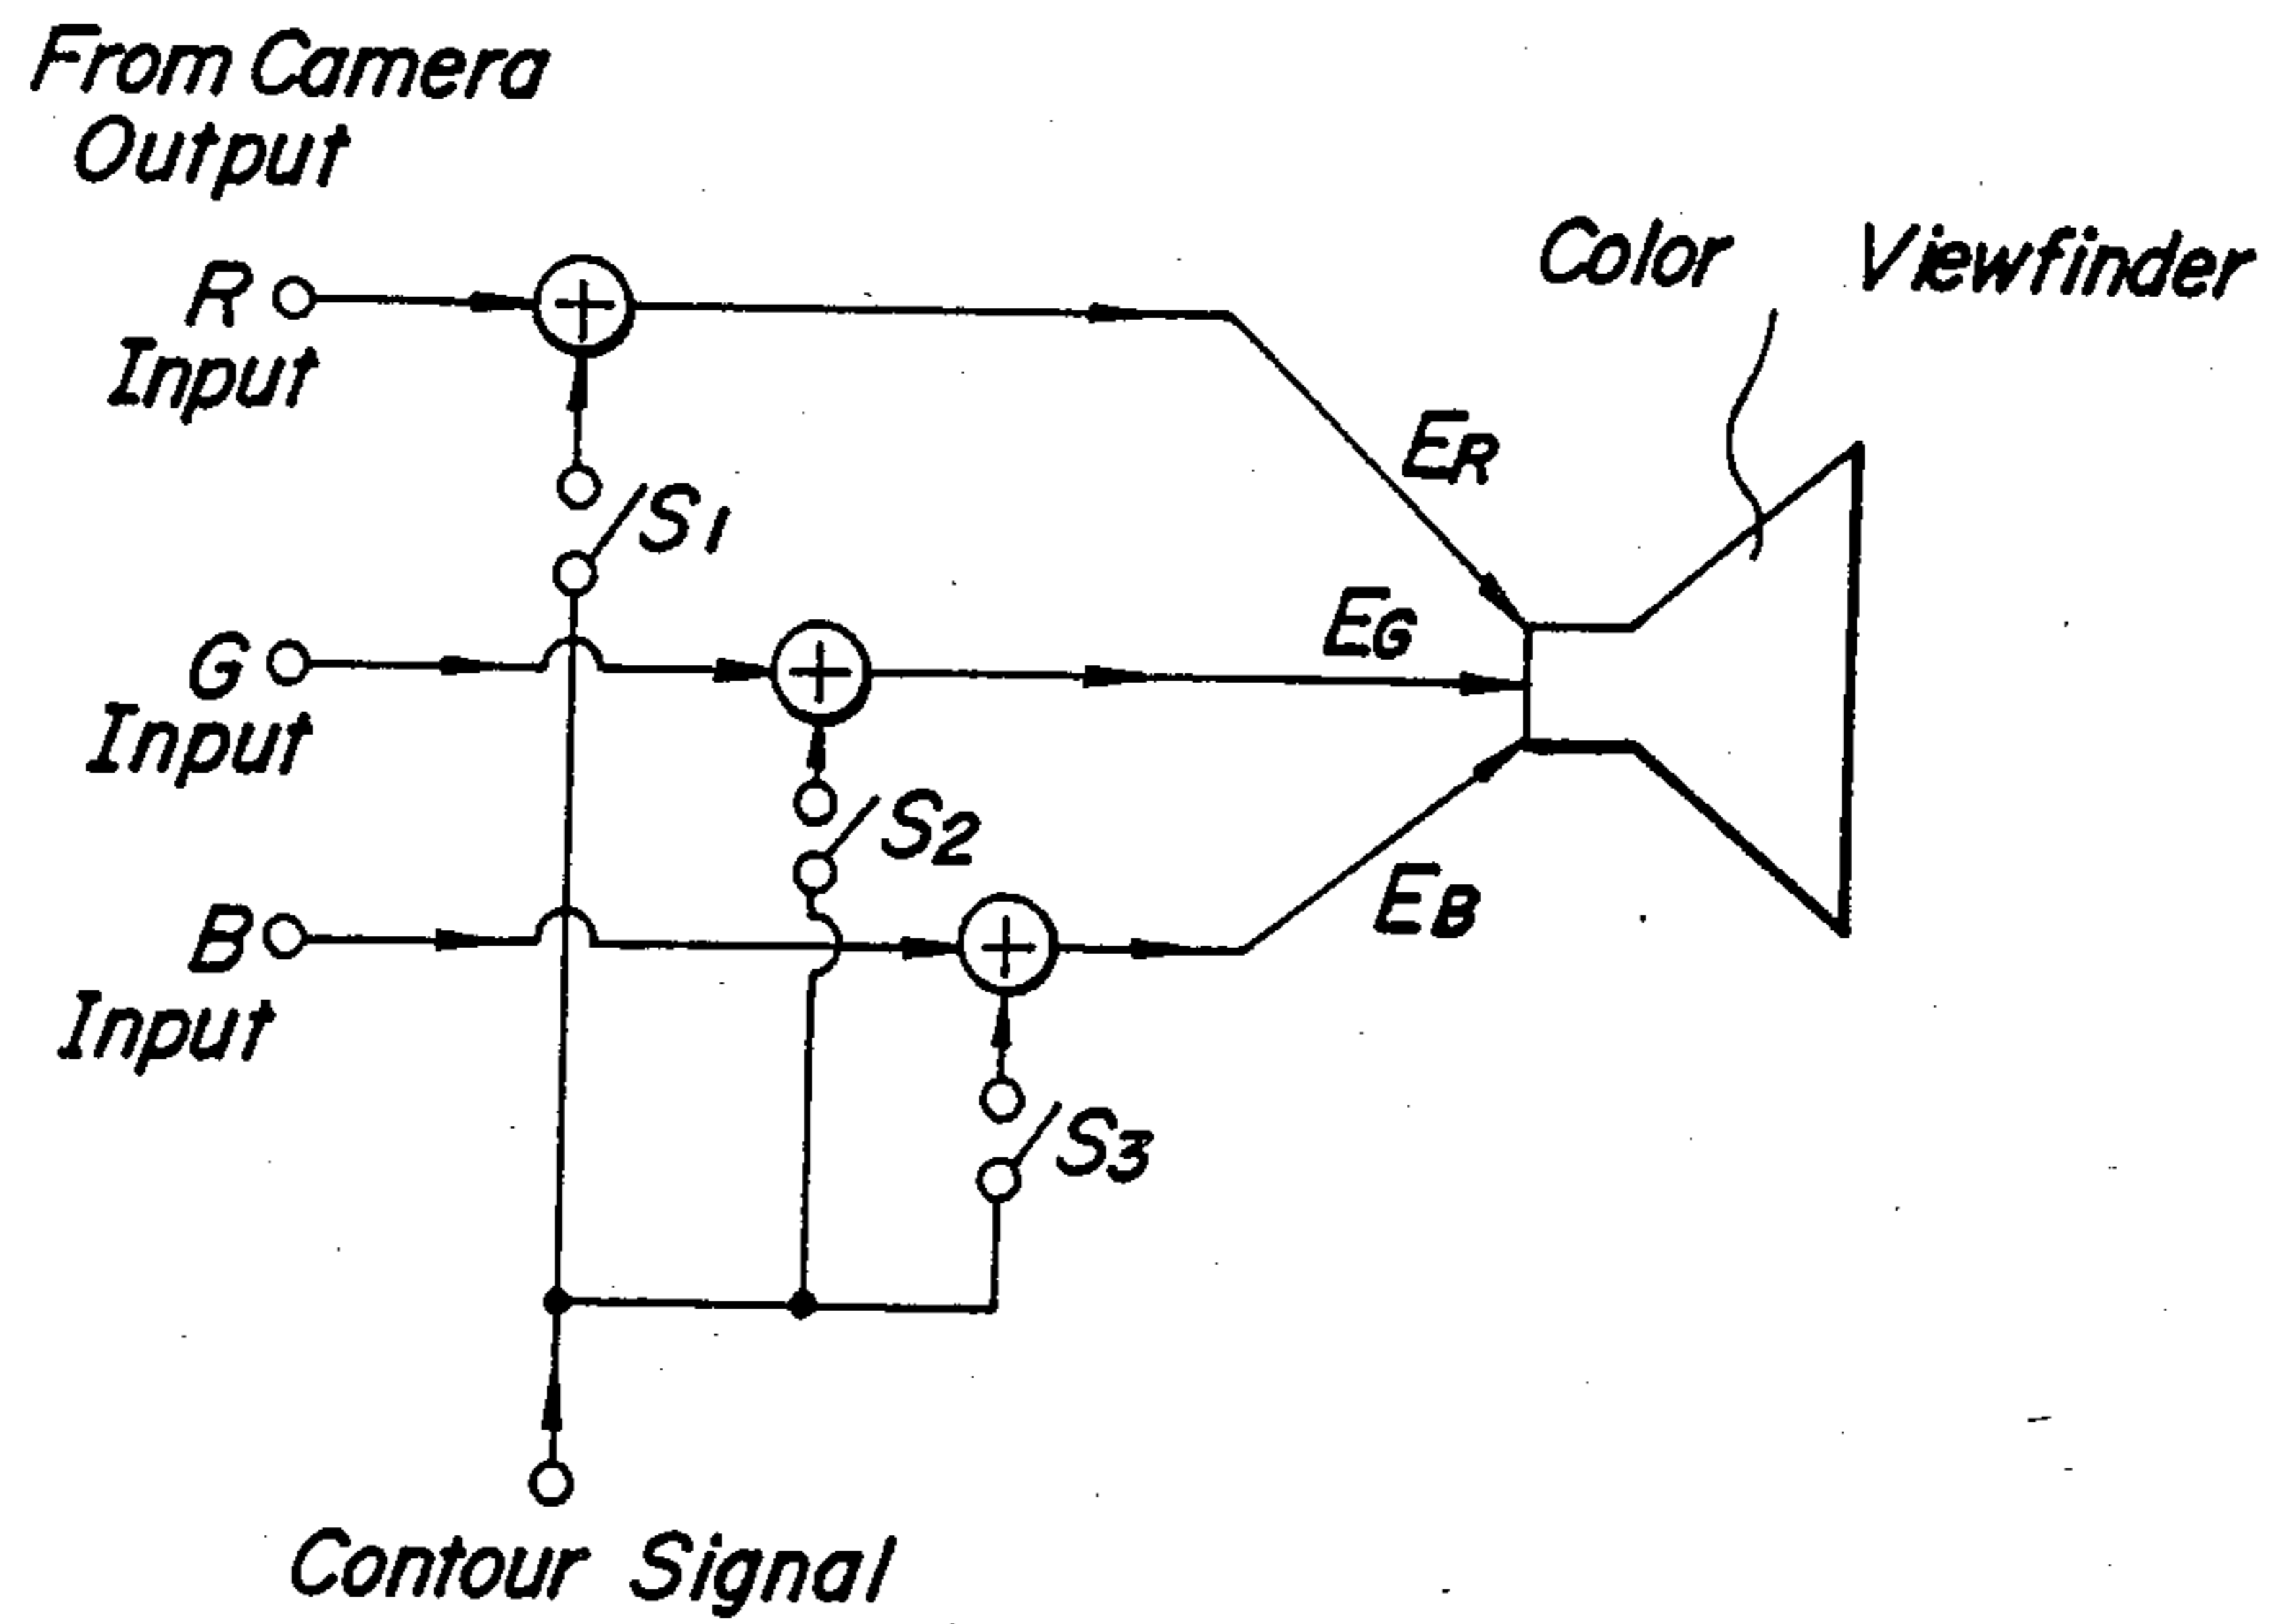 From Camera
Output
Color Viewfinder
R
Input
ER
S1
EG
G
Input
S2
EB
B
Input
S3
Contour Signal